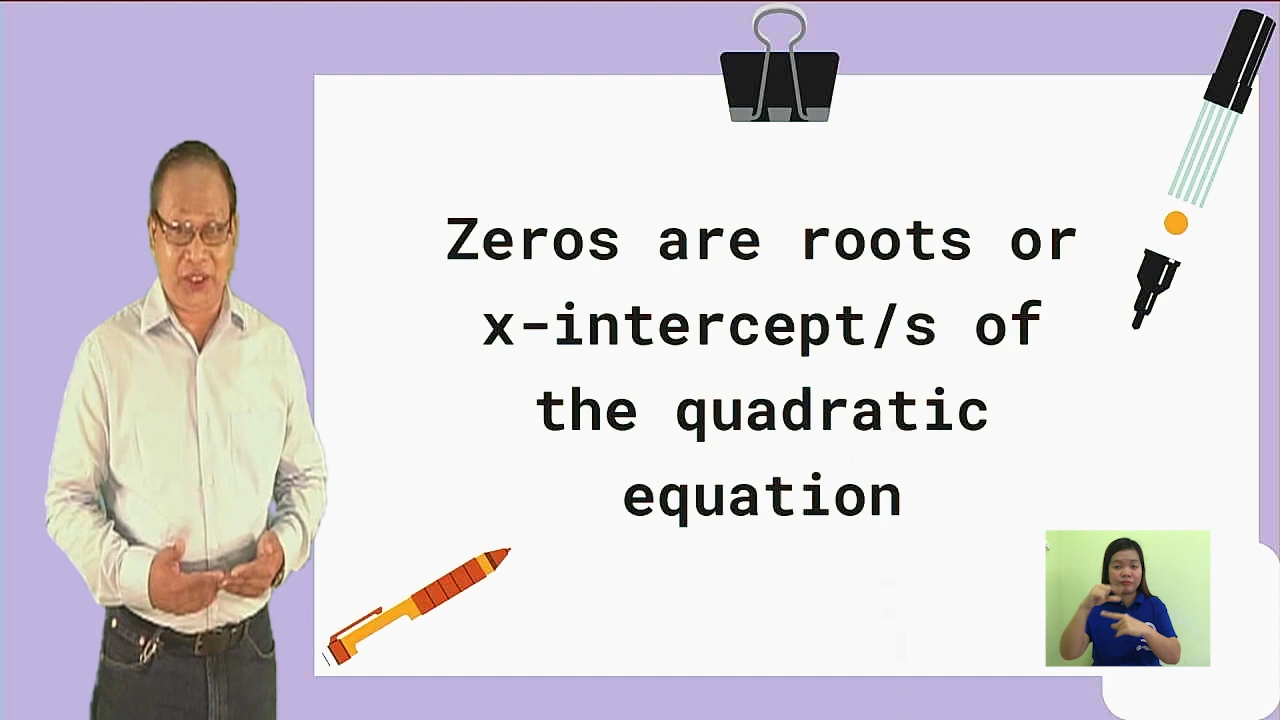 Zeros are roots or
x-intercept/s of
the quadratic
equation